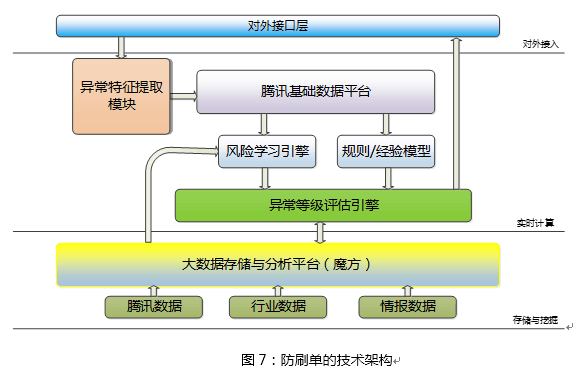 对外接口层
对外接入
异常特征提取
模块
腾讯基础数据平台
风险学习引擎
规则/经验模型
异常等级评估引擎
实时计算
大数据存储与分析平台（魔方）
腾讯数据
行业数据
情报数据
存储与挖掘
图 7：防刷单的技术架构